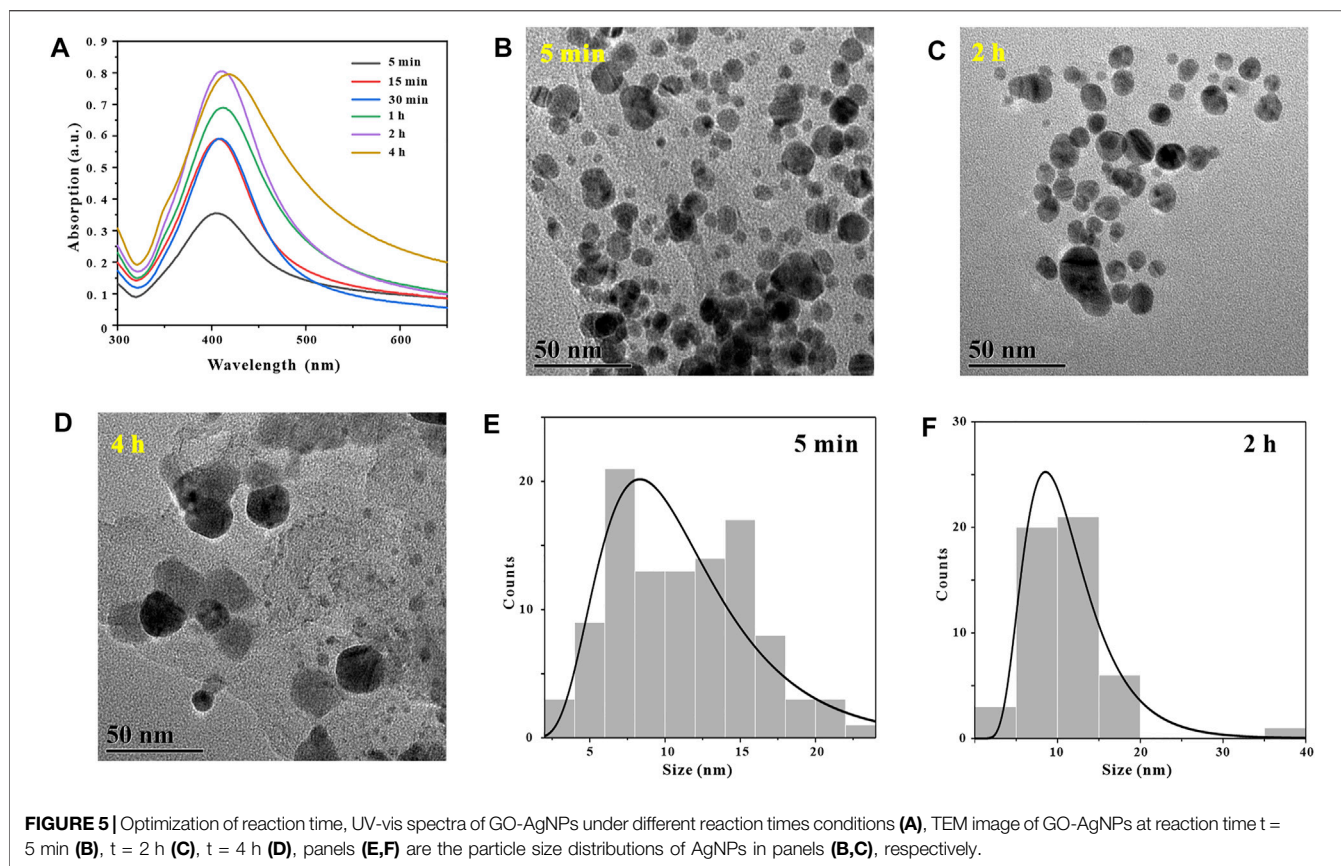 A
0. 9
0. 8
0. 7
0. 6
0. 5
0. 4
0. 3
0. 2
0. 1
0
Absorption (a.u.)
300 400 500 600
Wavelength (nm)
5 min
15 min
30 min
1 h
2 h
4 h
B
5 min
50 nm
C
2 h
50 nm
D
4 h
50 nm
E
5 min
20
10
0
Counts
5 10 15 20
Size (nm)
F
2 h
30
20
10
0
Counts
10 20 30 40
Size (nm)
FIGURE 5 | Optimization of reaction time, UV-vis spectra of GO-AgNPs under different reaction times conditions (A), TEM image of GO-AgNPs at reaction time t =
5 min (B), t = 2 h (C), t = 4 h (D), panels (E,F) are the particle size distributions of AgNPs in panels (B,C), respectively.